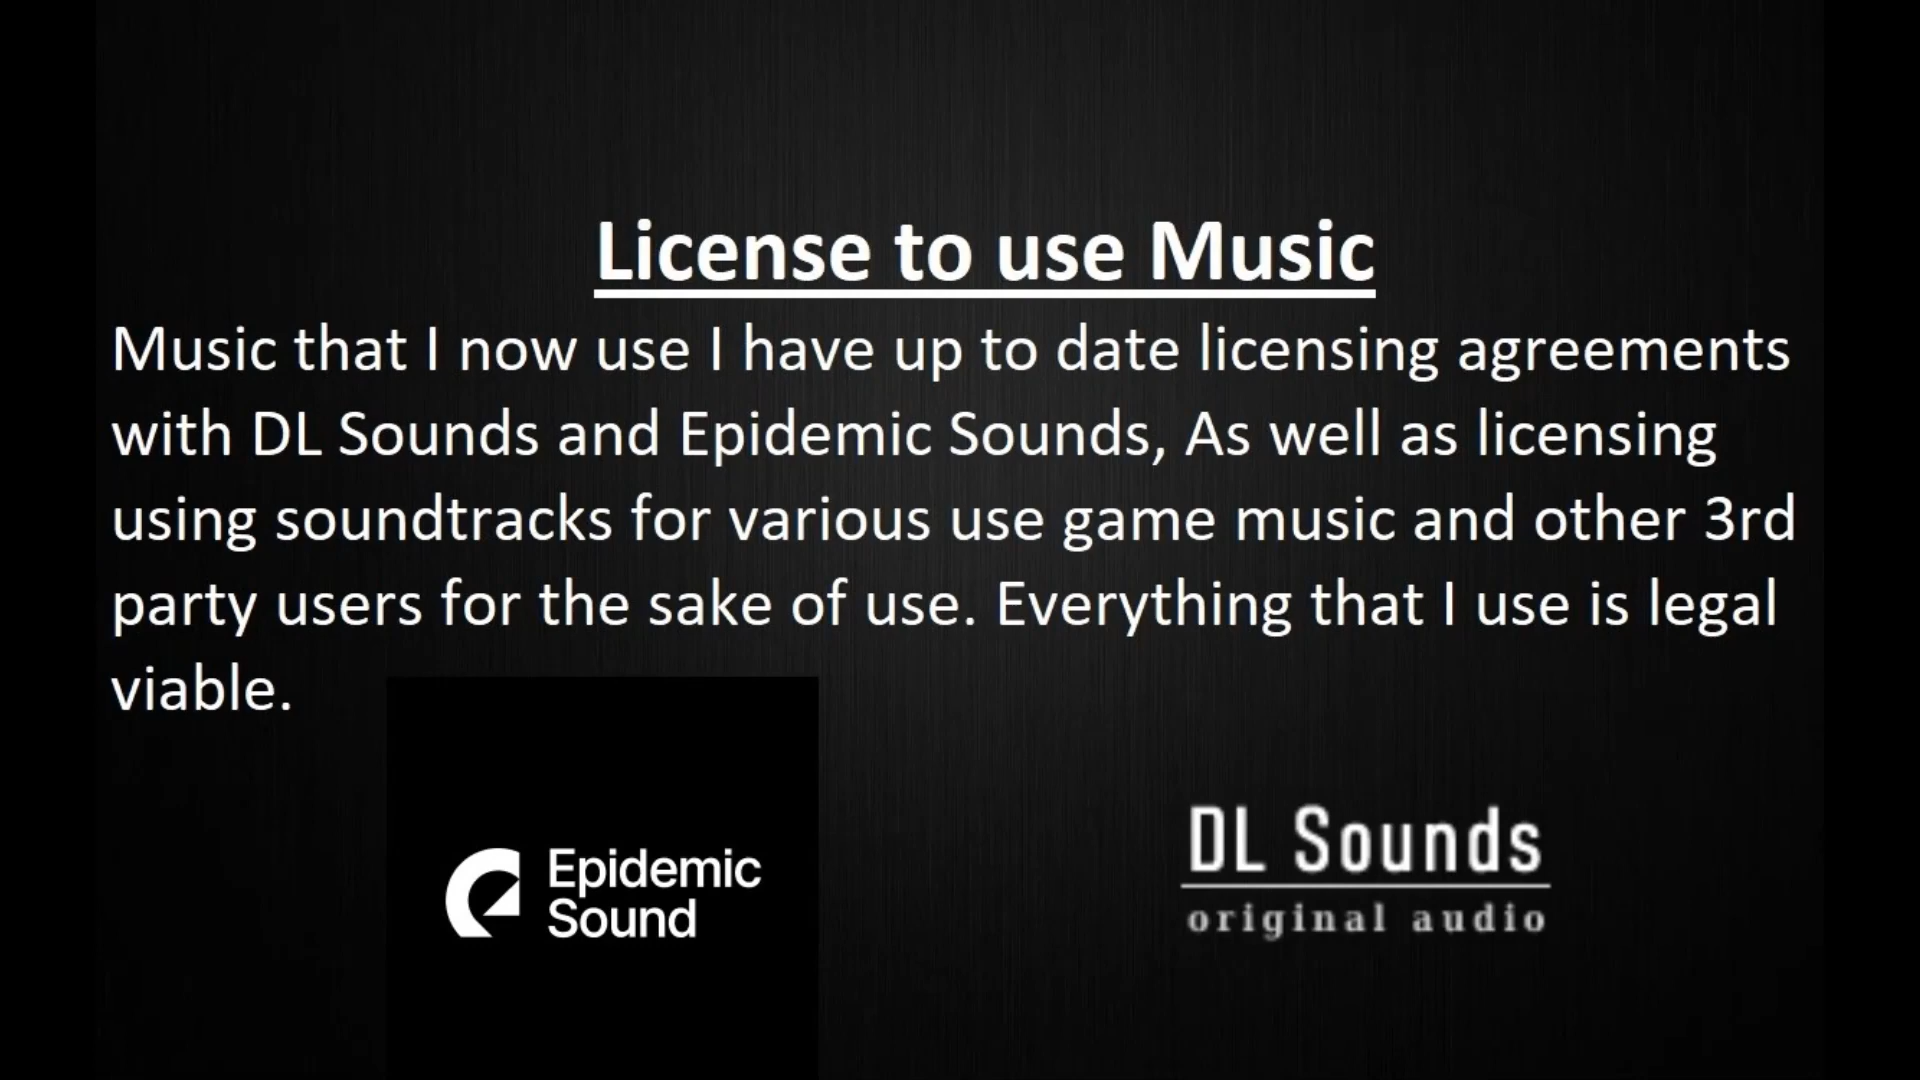 License to use Music
Music that I now use I have up to date licensing agreements
with DL Sounds and Epidemic Sounds, As well as licensing
using soundtracks for various use game music and other 3rd
party users for the sake of use. Everything that I use is legal
viable.
Epidemic
Sound
DL Sounds
original audio